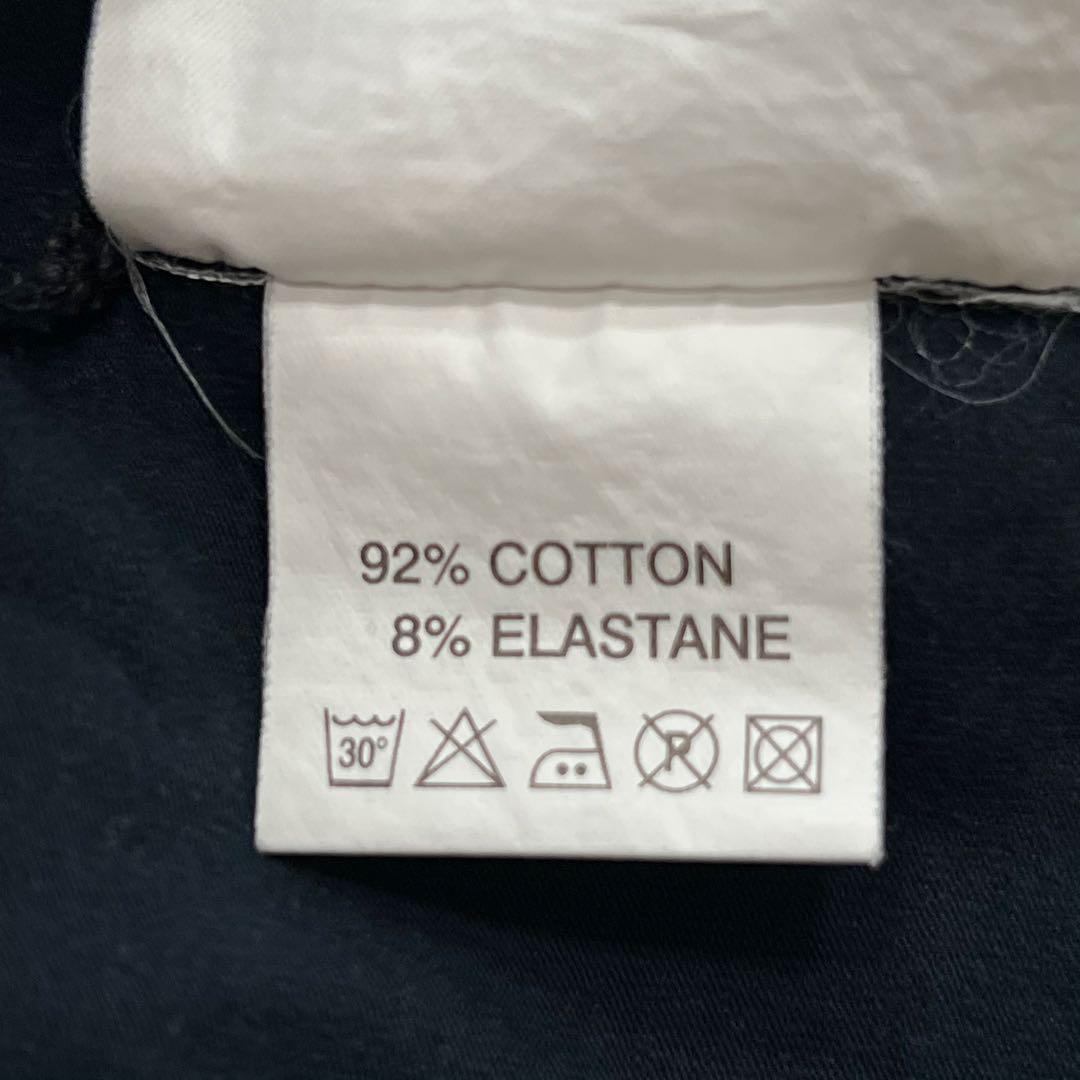 92% COTTON
8% ELASTANE
30°
P